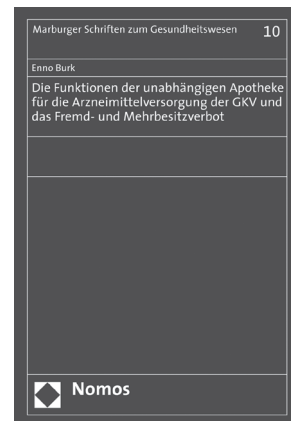 Marburger Schriften zum Gesundheitswesen 10
Enno Burk
Die Funktionen der unabhängigen Apotheke
für die Arzneimittelversorgung der GKV und
das Fremd- und Mehrbesitzverbot
Nomos